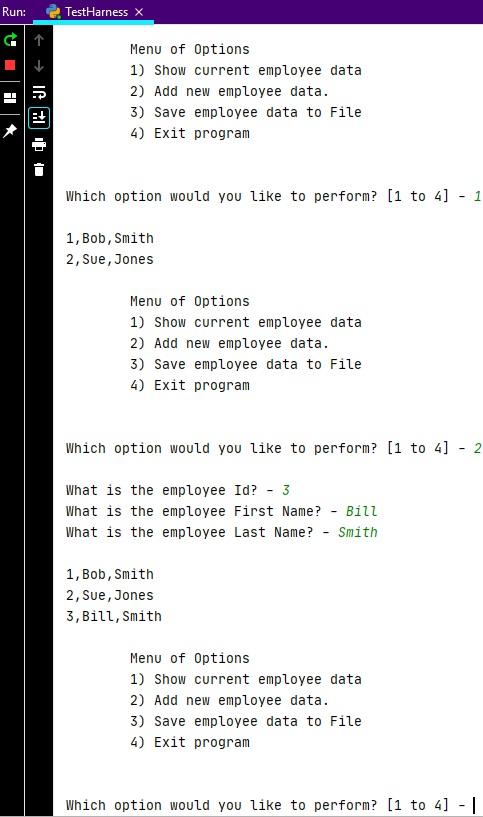 Run: TestHarness ×
Menu of Options
1) Show current employee data
2) Add new employee data.
3) Save employee data to File
4) Exit program
Which option would you like to perform? [1 to 4] - 1
1,Bob,Smith
2,Sue,Jones
Menu of Options
1) Show current employee data
2) Add new employee data.
3) Save employee data to File
4) Exit program
Which option would you like to perform? [1 to 4] - 2
What is the employee Id? - 3
What is the employee First Name? - Bill
What is the employee Last Name? - Smith
1,Bob,Smith
2,Sue,Jones
3,Bill,Smith
Menu of Options
1) Show current employee data
2) Add new employee data.
3) Save employee data to File
4) Exit program
Which option would you like to perform? [1 to 4] -